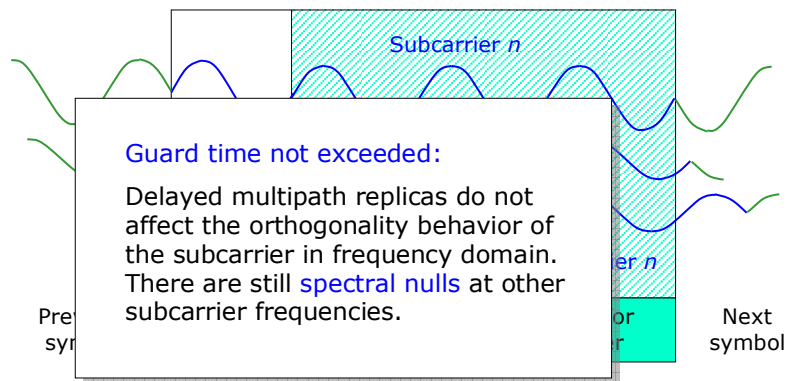 Subcarrier n
Guard time not exceeded:
Delayed multipath replicas do not
affect the orthogonality behavior of
the subcarrier in frequency domain.
There are still spectral nulls at other
subcarrier frequencies.
n
Next
symbol